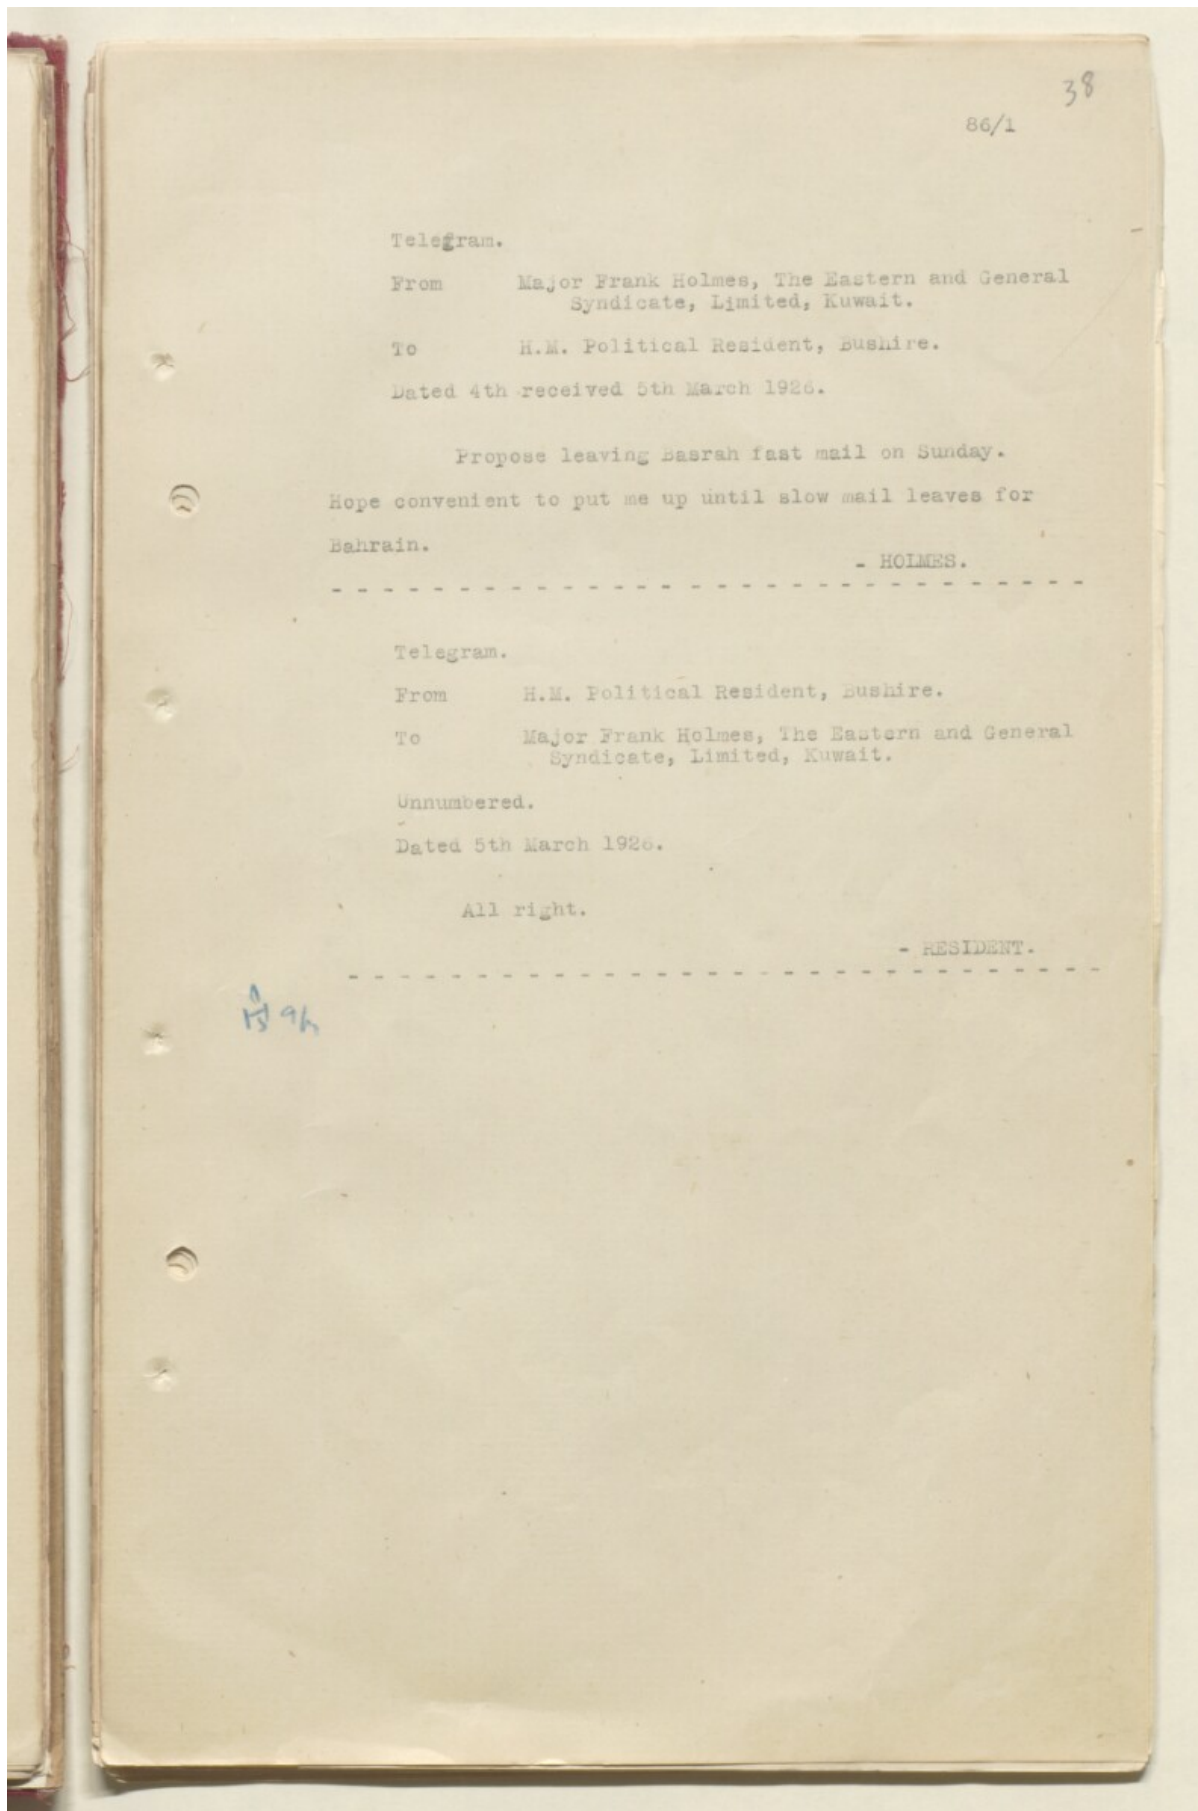 38
86/1
Telegram.
From Major Frank Holmes, The Eastern and General
Syndicate, Limited, Kuwait.
To H.M. Political Resident, Bushire.
Dated 4th received 5th March 1926.
Propose leaving Basrah fast mail on Sunday.
Hope convenient to put me up until slow mail leaves for
Bahrain.
- HOLMES.
- - - - - - - - - - - - - - - - - - - - - - - - - - - - - -
Telegram.
From H.M. Political Resident, Bushire.
To Major Frank Holmes, The Eastern and General
Syndicate, Limited, Kuwait.
Unnumbered.
Dated 5th March 1926.
All right.
- RESIDENT.
- - - - - - - - - - - - - - - - - - - - - - - - - - - - - -